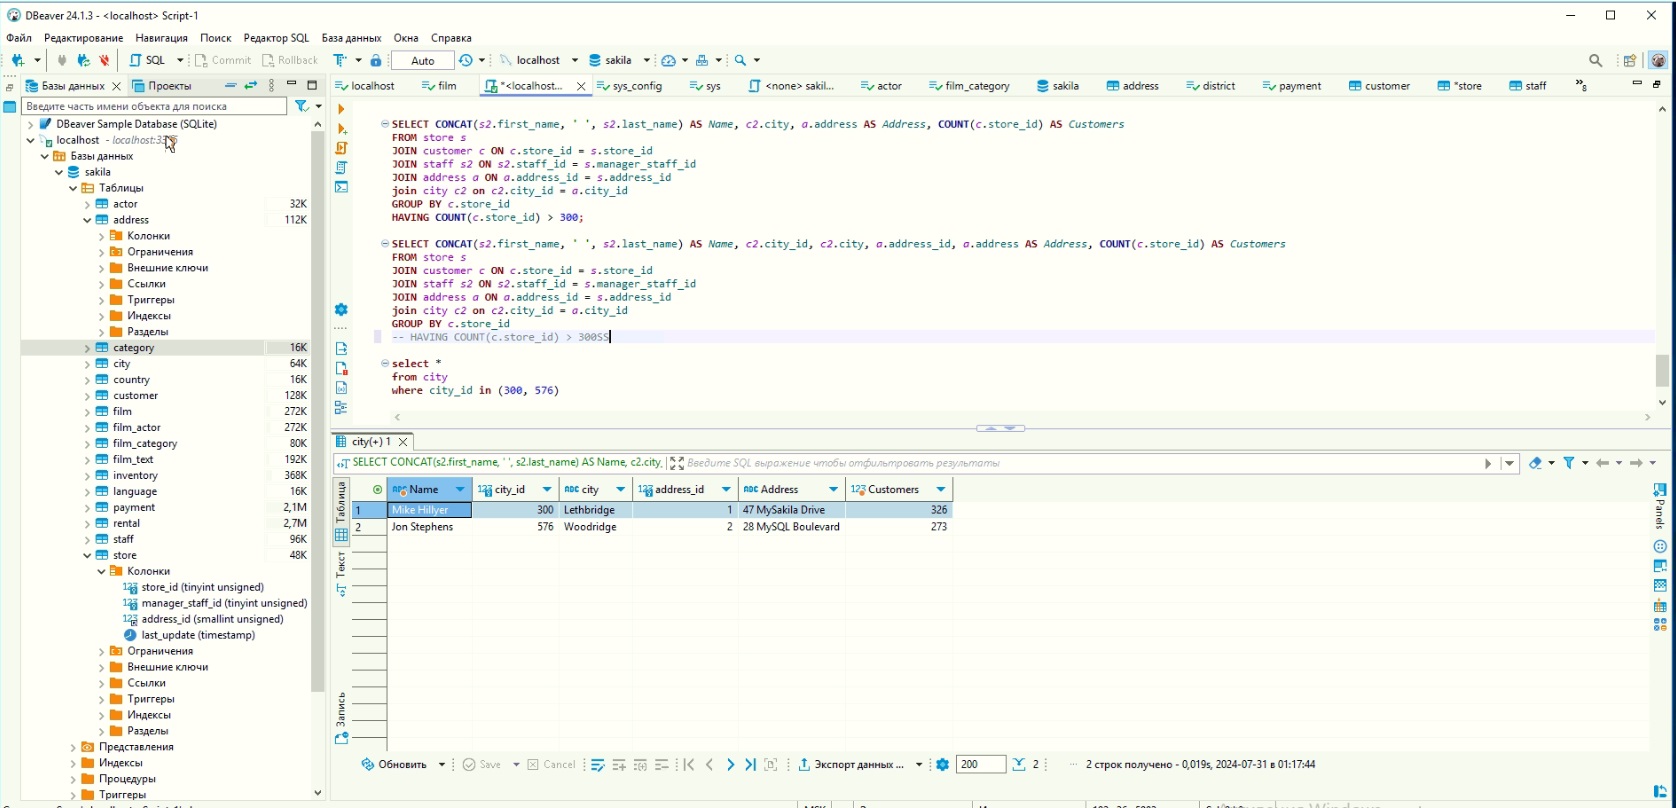 DBeaver 24.1.3 - <localhost> Script-1
Файл Редактирование Навигация Поиск Редактор SQL База данных Окна Справка
SQL Commit Rollback Auto localhost sakila
Базы данных Проекты
localhost film *<localhost... sys_config sys <none> sakil... actor film_category sakila address district payment customer *store staff »8
Введите часть имени объекта для поиска
DBeaver Sample Database (SQLite)
localhost - localhost:33
Базы данных
sakila
Таблицы
actor 32K
address 112K
Колонки
Ограничения
Внешние ключи
Ссылки
Триггеры
Индексы
Разделы
category 16K
city 64K
country 16K
customer 128K
film 272K
film_actor 272K
film_category 80K
film_text 192K
inventory 368K
language 16K
payment 2,1M
rental 2,7M
staff 96K
store 48K
Колонки
store_id (tinyint unsigned)
manager_staff_id (tinyint unsigned)
address_id (smallint unsigned)
last_update (timestamp)
Ограничения
Внешние ключи
Ссылки
Триггеры
Индексы
Разделы
Представления
Индексы
Процедуры
Триггеры
SELECT CONCAT(s2.first_name, ' ', s2.last_name) AS Name, c2.city, a.address AS Address, COUNT(c.store_id) AS Customers
FROM store s
JOIN customer c ON c.store_id = s.store_id
JOIN staff s2 ON s2.staff_id = s.manager_staff_id
JOIN address a ON a.address_id = s.address_id
join city c2 on c2.city_id = a.city_id
GROUP BY c.store_id
HAVING COUNT(c.store_id) > 300;
SELECT CONCAT(s2.first_name, ' ', s2.last_name) AS Name, c2.city_id, c2.city, a.address_id, a.address AS Address, COUNT(c.store_id) AS Customers
FROM store s
JOIN customer c ON c.store_id = s.store_id
JOIN staff s2 ON s2.staff_id = s.manager_staff_id
JOIN address a ON a.address_id = s.address_id
join city c2 on c2.city_id = a.city_id
GROUP BY c.store_id
-- HAVING COUNT(c.store_id) > 300SS
select *
from city
where city_id in (300, 576)
city(+) 1
SELECT CONCAT(s2.first_name, ' ', s2.last_name) AS Name, c2.city, Введите SQL выражение чтобы отфильтровать результаты
Таблица
Текст
Запись
Panels
Name city_id city address_id Address Customers
1 Mike Hillyer 300 Lethbridge 1 47 MySakila Drive 326
2 Jon Stephens 576 Woodridge 2 28 MySQL Boulevard 273
Обновить Save Cancel Экспорт данных ... 200 2 ··· 2 строк получено - 0,019s, 2024-07-31 в 01:17:44